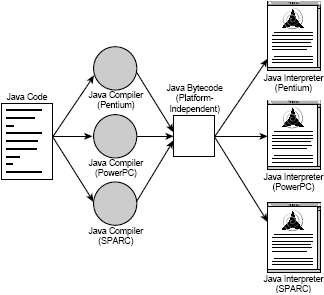 Java Code
Java Compiler
(Pentium)
Java Compiler
(PowerPC)
Java Compiler
(SPARC)
Java Bytecode
(Platform-
Independent)
Java Interpreter
(Pentium)
Java Interpreter
(PowerPC)
Java Interpreter
(SPARC)